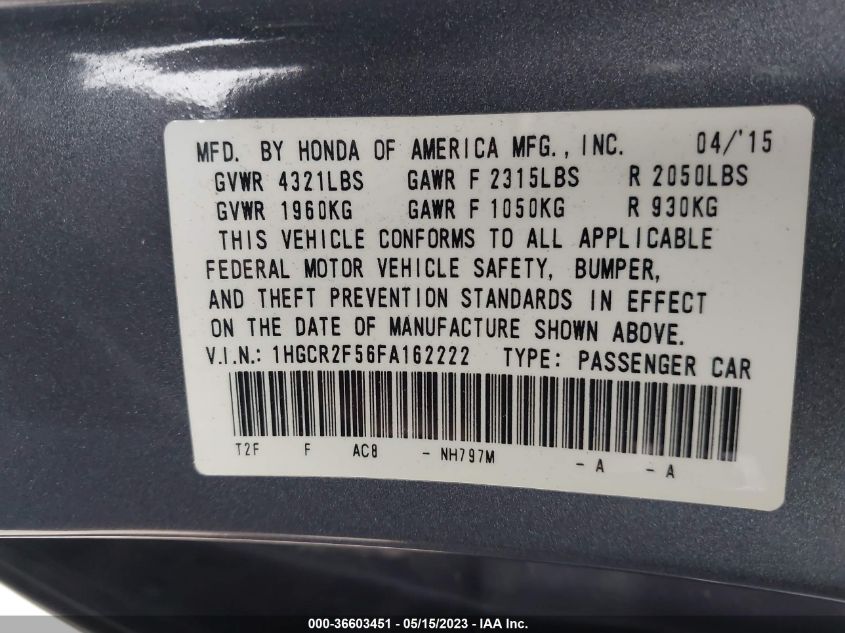 MFD. BY HONDA OF AMERICA MFG., INC. 04/'15
GVWR 4321LBS GAWR F 2315LBS R 2050LBS
GVWR 1960KG GAWR F 1050KG R 930KG
THIS VEHICLE CONFORMS TO ALL APPLICABLE
FEDERAL MOTOR VEHICLE SAFETY, BUMPER,
AND THEFT PREVENTION STANDARDS IN EFFECT
ON THE DATE OF MANUFACTURE SHOWN ABOVE.
V.I.N.: 1HGCR2F56FA162222 TYPE: PASSENGER CAR
T2F F AC8 - NH797M - A - A
000-36603451 - 05/15/2023 - IAA Inc.